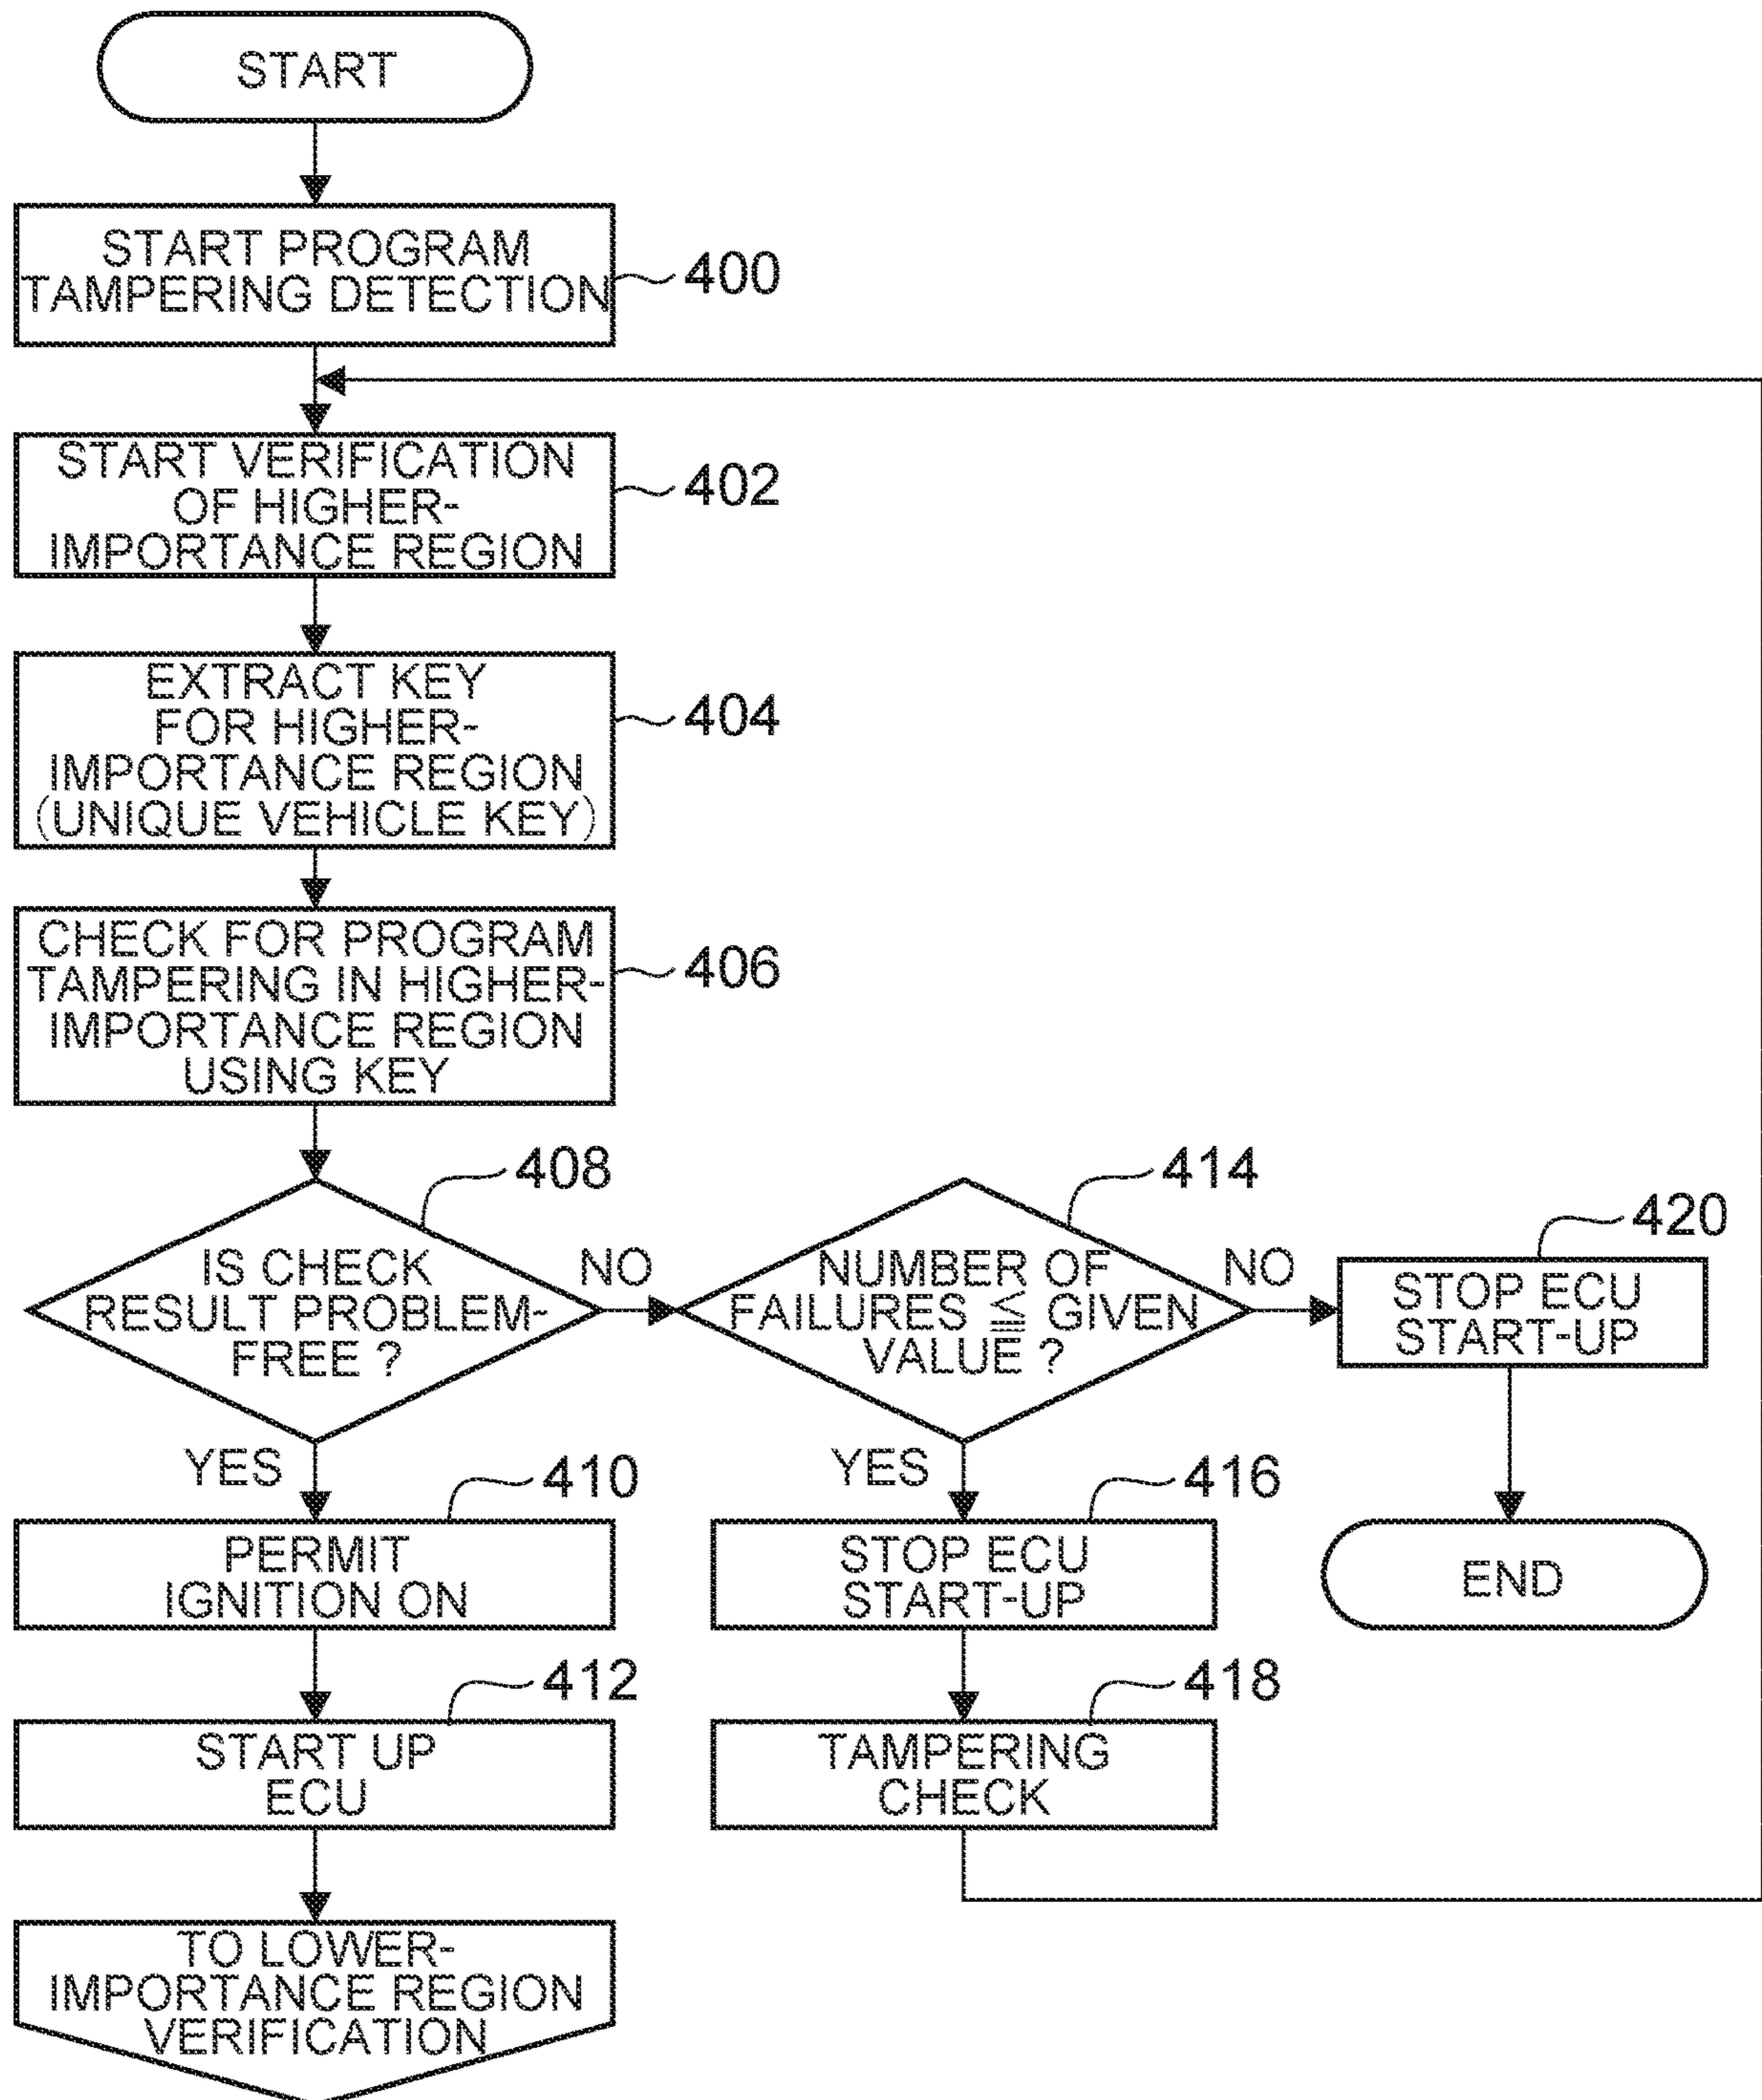 START
START PROGRAM
TAMPERING DETECTION
400
START VERIFICATION
OF HIGHER-
IMPORTANCE REGION
402
EXTRACT KEY
FOR HIGHER-
IMPORTANCE REGION
(UNIQUE VEHICLE KEY)
404
CHECK FOR PROGRAM
TAMPERING IN HIGHER-
IMPORTANCE REGION
USING KEY
406
408
IS CHECK
RESULT PROBLEM-
FREE ?
NO
YES
414
NUMBER OF
FAILURES ≦ GIVEN
VALUE ?
NO
YES
420
STOP ECU
START-UP
END
410
PERMIT
IGNITION ON
416
STOP ECU
START-UP
412
START UP
ECU
418
TAMPERING
CHECK
TO LOWER-
IMPORTANCE REGION
VERIFICATION